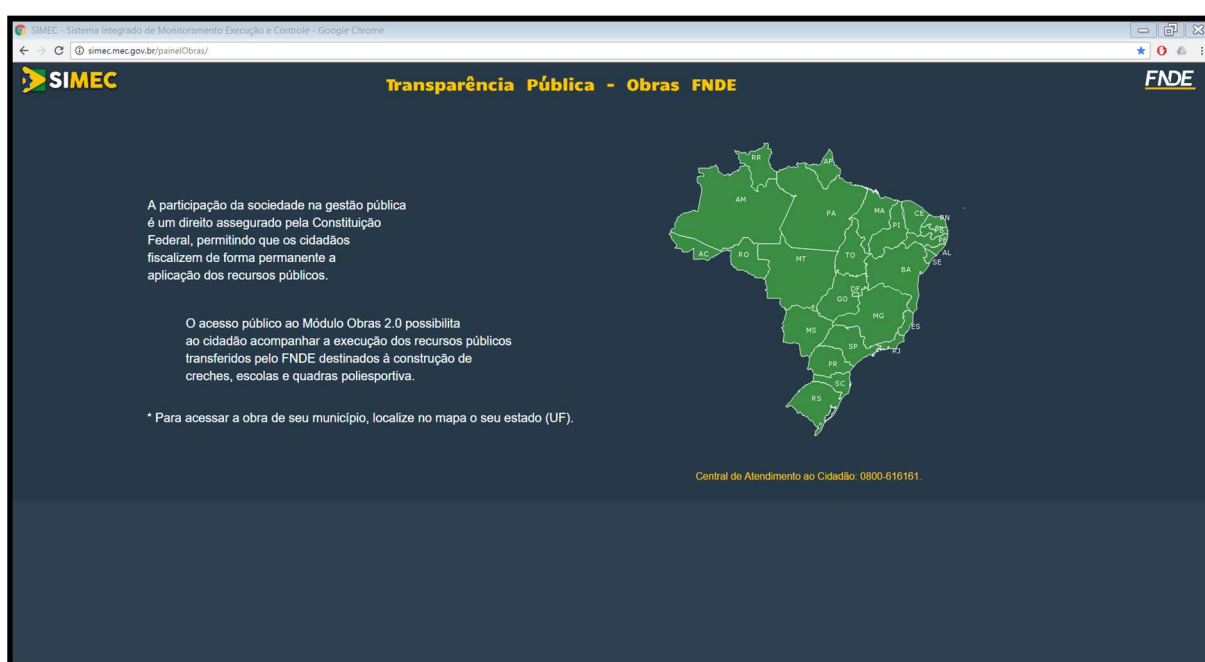 SIMEC - Sistema Integrado de Monitoramento Execução e Controle - Google Chrome
simec.mec.gov.br/painelObras/
SIMEC
Transparência Pública - Obras FNDE
FNDE
A participação da sociedade na gestão pública
é um direito assegurado pela Constituição
Federal, permitindo que os cidadãos
fiscalizem de forma permanente a
aplicação dos recursos públicos.
O acesso público ao Módulo Obras 2.0 possibilita
ao cidadão acompanhar a execução dos recursos públicos
transferidos pelo FNDE destinados à construção de
creches, escolas e quadras poliesportiva.
* Para acessar a obra de seu município, localize no mapa o seu estado (UF).
RR
AP
AM
PA
MA
CE
RN
PI
PB
PE
AC
RO
MT
TO
AL
SE
BA
DF
GO
MG
MS
ES
SP
RJ
PR
SC
RS
Central de Atendimento ao Cidadão: 0800-616161.